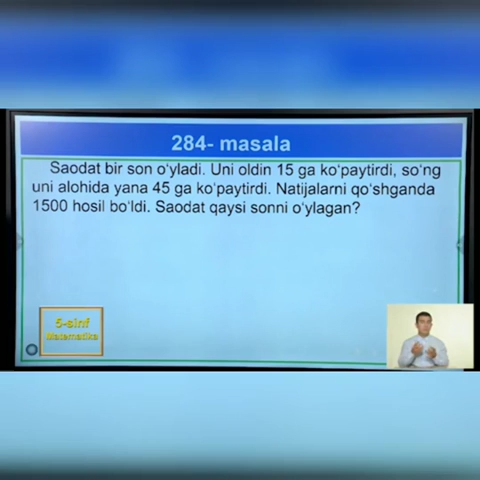 284- masala
Saodat bir son o‘yladi. Uni oldin 15 ga ko‘paytirdi, so‘ng
uni alohida yana 45 ga ko‘paytirdi. Natijalarni qo‘shganda
1500 hosil bo‘ldi. Saodat qaysi sonni o‘ylagan?
5-sinf
Matematika